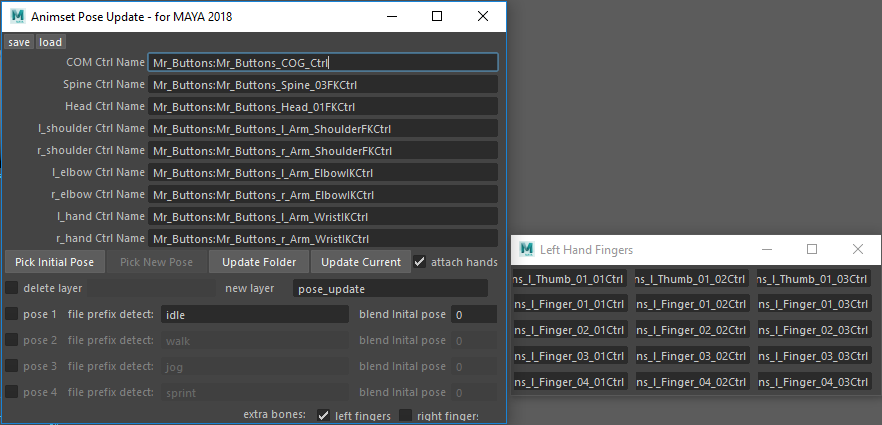 Animset Pose Update - for MAYA 2018
save load
COM Ctrl Name Mr_Buttons:Mr_Buttons_COG_Ctrl
Spine Ctrl Name Mr_Buttons:Mr_Buttons_Spine_03FKCtrl
Head Ctrl Name Mr_Buttons:Mr_Buttons_Head_01FKCtrl
l_shoulder Ctrl Name Mr_Buttons:Mr_Buttons_l_Arm_ShoulderFKCtrl
r_shoulder Ctrl Name Mr_Buttons:Mr_Buttons_r_Arm_ShoulderFKCtrl
l_elbow Ctrl Name Mr_Buttons:Mr_Buttons_l_Arm_ElbowIKCtrl
r_elbow Ctrl Name Mr_Buttons:Mr_Buttons_r_Arm_ElbowIKCtrl
l_hand Ctrl Name Mr_Buttons:Mr_Buttons_l_Arm_WristIKCtrl
r_hand Ctrl Name Mr_Buttons:Mr_Buttons_r_Arm_WristIKCtrl
Pick Initial Pose Pick New Pose Update Folder Update Current attach hands
delete layer new layer pose_update
pose 1 file prefix detect: idle blend Inital pose 0
pose 2 file prefix detect: walk blend Inital pose 0
pose 3 file prefix detect: jog blend Inital pose 0
pose 4 file prefix detect: sprint blend Inital pose 0
extra bones: left fingers right fingers
Left Hand Fingers
ns_l_Thumb_01_01Ctrl ns_l_Thumb_01_02Ctrl ns_l_Thumb_01_03Ctrl
ns_l_Finger_01_01Ctrl ns_l_Finger_01_02Ctrl ns_l_Finger_01_03Ctrl
ns_l_Finger_02_01Ctrl ns_l_Finger_02_02Ctrl ns_l_Finger_02_03Ctrl
ns_l_Finger_03_01Ctrl ns_l_Finger_03_02Ctrl ns_l_Finger_03_03Ctrl
ns_l_Finger_04_01Ctrl ns_l_Finger_04_02Ctrl ns_l_Finger_04_03Ctrl